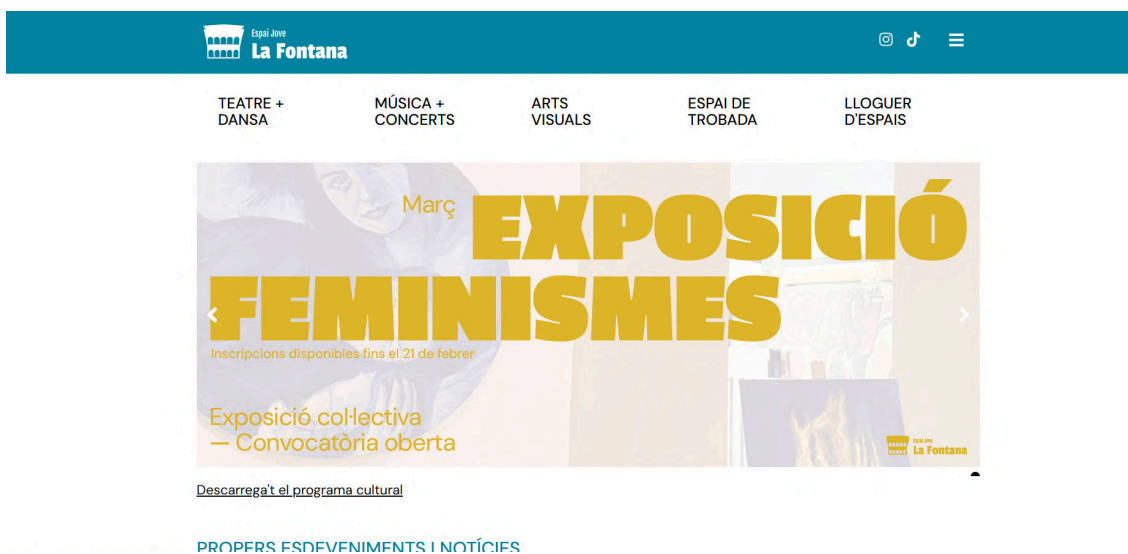 Espai Jove
La Fontana
TEATRE +
DANSA
MÚSICA +
CONCERTS
ARTS
VISUALS
ESPAI DE
TROBADA
LLOGUER
D'ESPAIS
Març
EXPOSICIÓ
FEMINISMES
Inscripcions disponibles fins el 21 de febrer
Exposició col·lectiva
— Convocatòria oberta
Espai Jove
La Fontana
Descarrega't el programa cultural
PROPERS ESDEVENIMENTS I NOTÍCIES